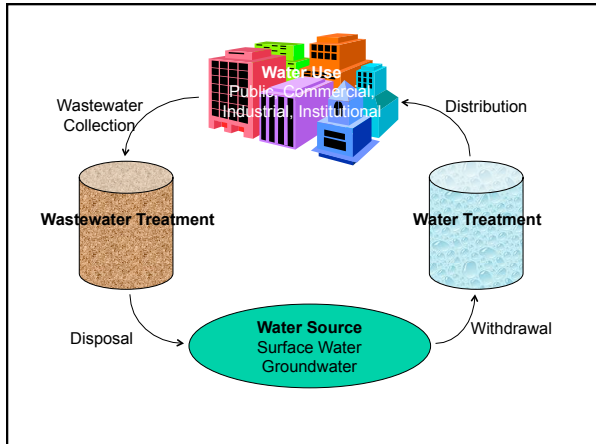 Water Use
Public, Commercial,
Industrial, Institutional
Wastewater
Collection
Distribution
Wastewater Treatment
Water Treatment
Disposal
Water Source
Surface Water
Groundwater
Withdrawal